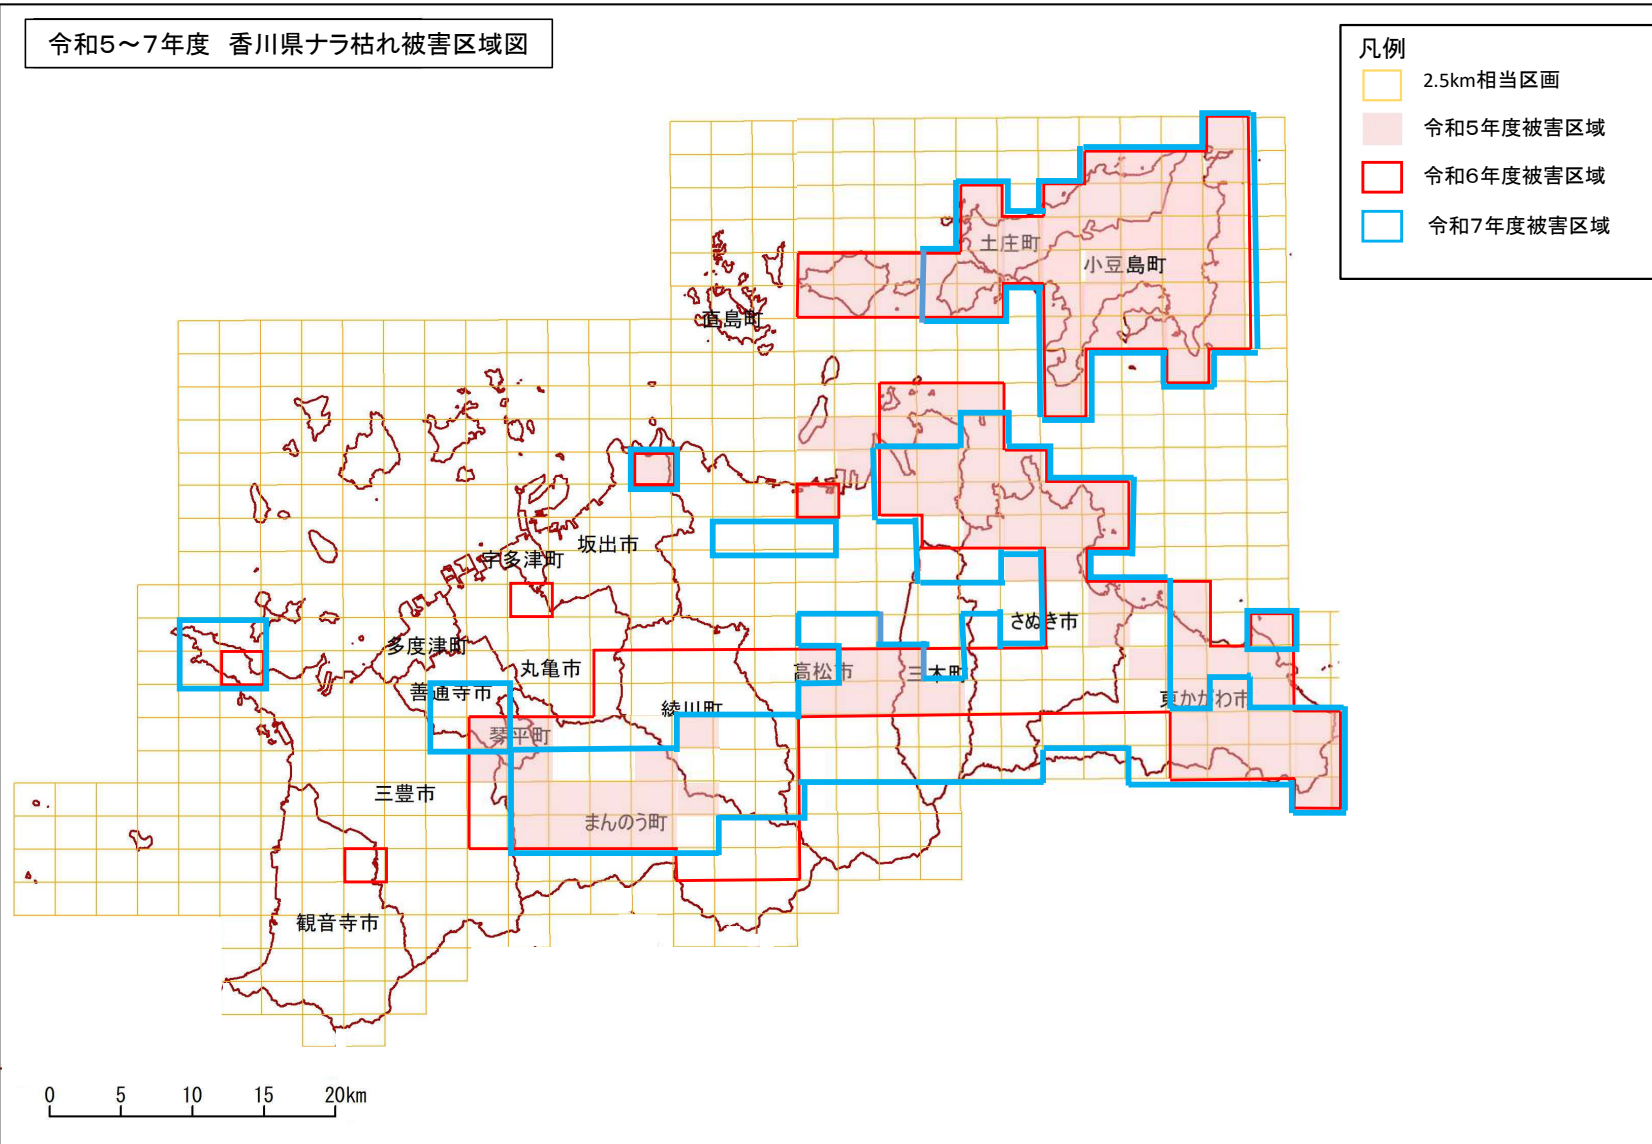 令和5～7年度　香川県ナラ枯れ被害区域図
凡例
2.5km相当区画
令和5年度被害区域
令和6年度被害区域
令和7年度被害区域
土庄町
小豆島町
直島町
坂出市
宇多津町
さぬき市
多度津町
丸亀市
高松市
三木町
善通寺市
東かがわ市
綾川町
琴平町
三豊市
まんのう町
観音寺市
0 5 10 15 20km